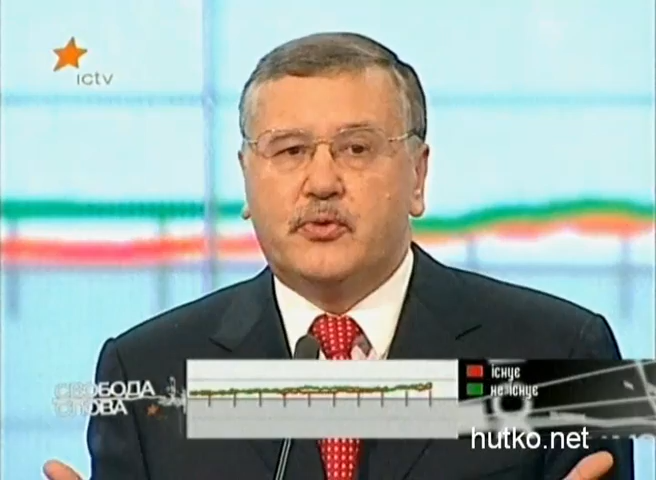 ictv
СВОБОДА
СЛОВА
існує
не існує
hutko.net